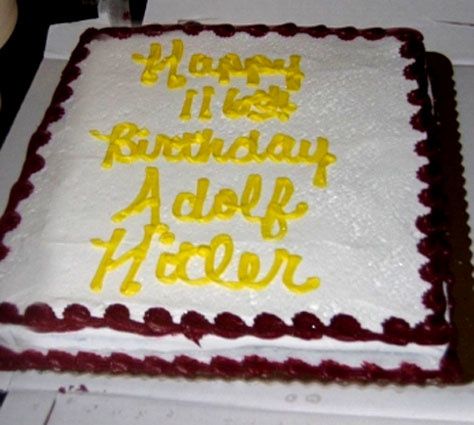 Happy
116th
Birthday
Adolf
Hitler